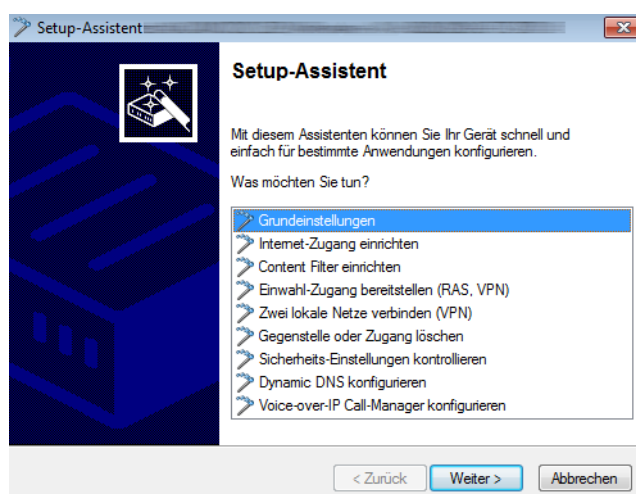 Setup-Assistent
Setup-Assistent
Mit diesem Assistenten können Sie Ihr Gerät schnell und
einfach für bestimmte Anwendungen konfigurieren.
Was möchten Sie tun?
Grundeinstellungen
Internet-Zugang einrichten
Content Filter einrichten
Einwahl-Zugang bereitstellen (RAS, VPN)
Zwei lokale Netze verbinden (VPN)
Gegenstelle oder Zugang löschen
Sicherheits-Einstellungen kontrollieren
Dynamic DNS konfigurieren
Voice-over-IP Call-Manager konfigurieren
< Zurück Weiter > Abbrechen